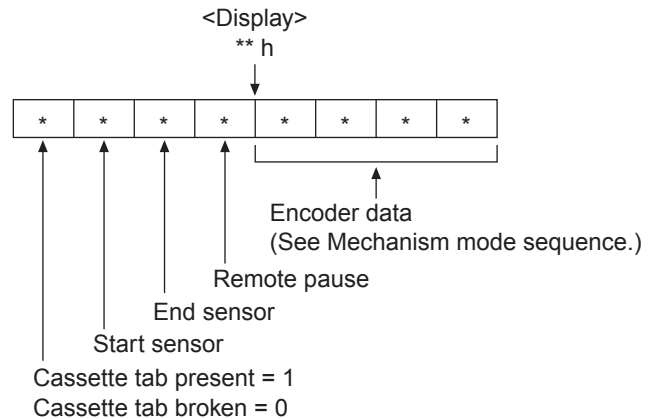 <Display>
** h
* * * * * * * *
Encoder data
(See Mechanism mode sequence.)
Remote pause
End sensor
Start sensor
Cassette tab present = 1
Cassette tab broken = 0